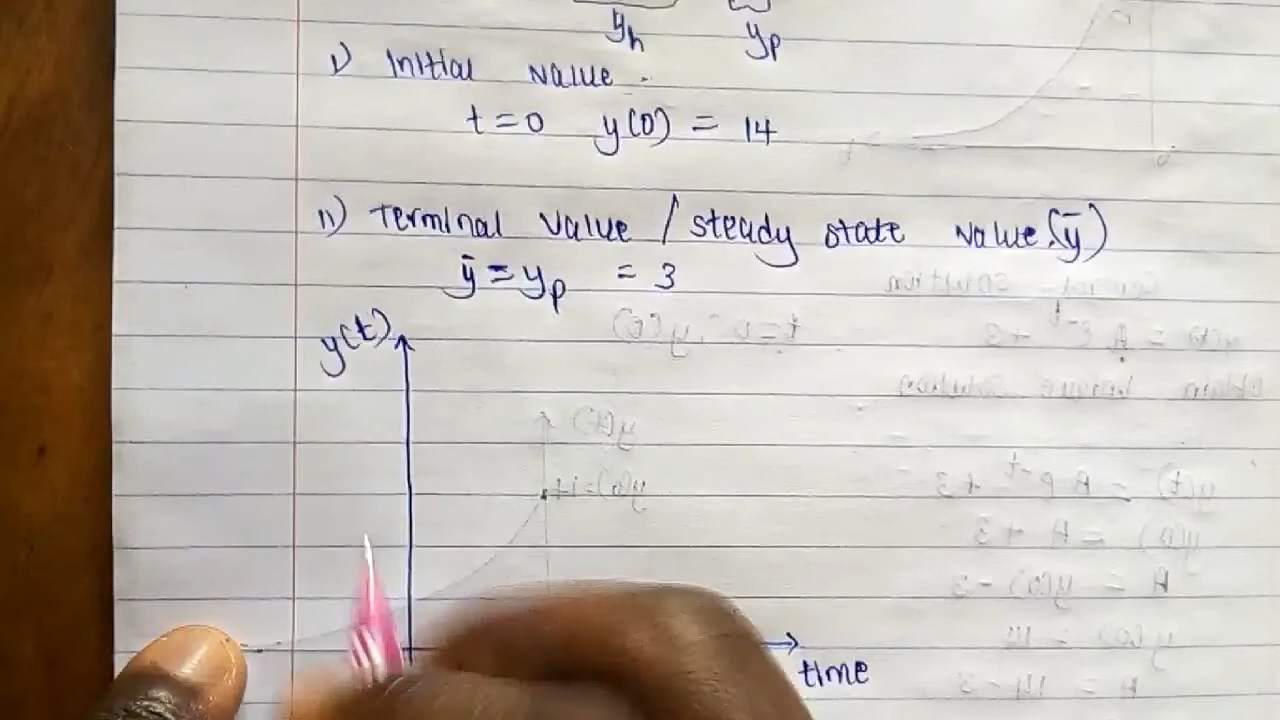 yh yp
i) Initial value.
t=0 y(0) = 14
ii) Terminal value / steady state value (ȳ)
ȳ = yp = 3
y(t)
time